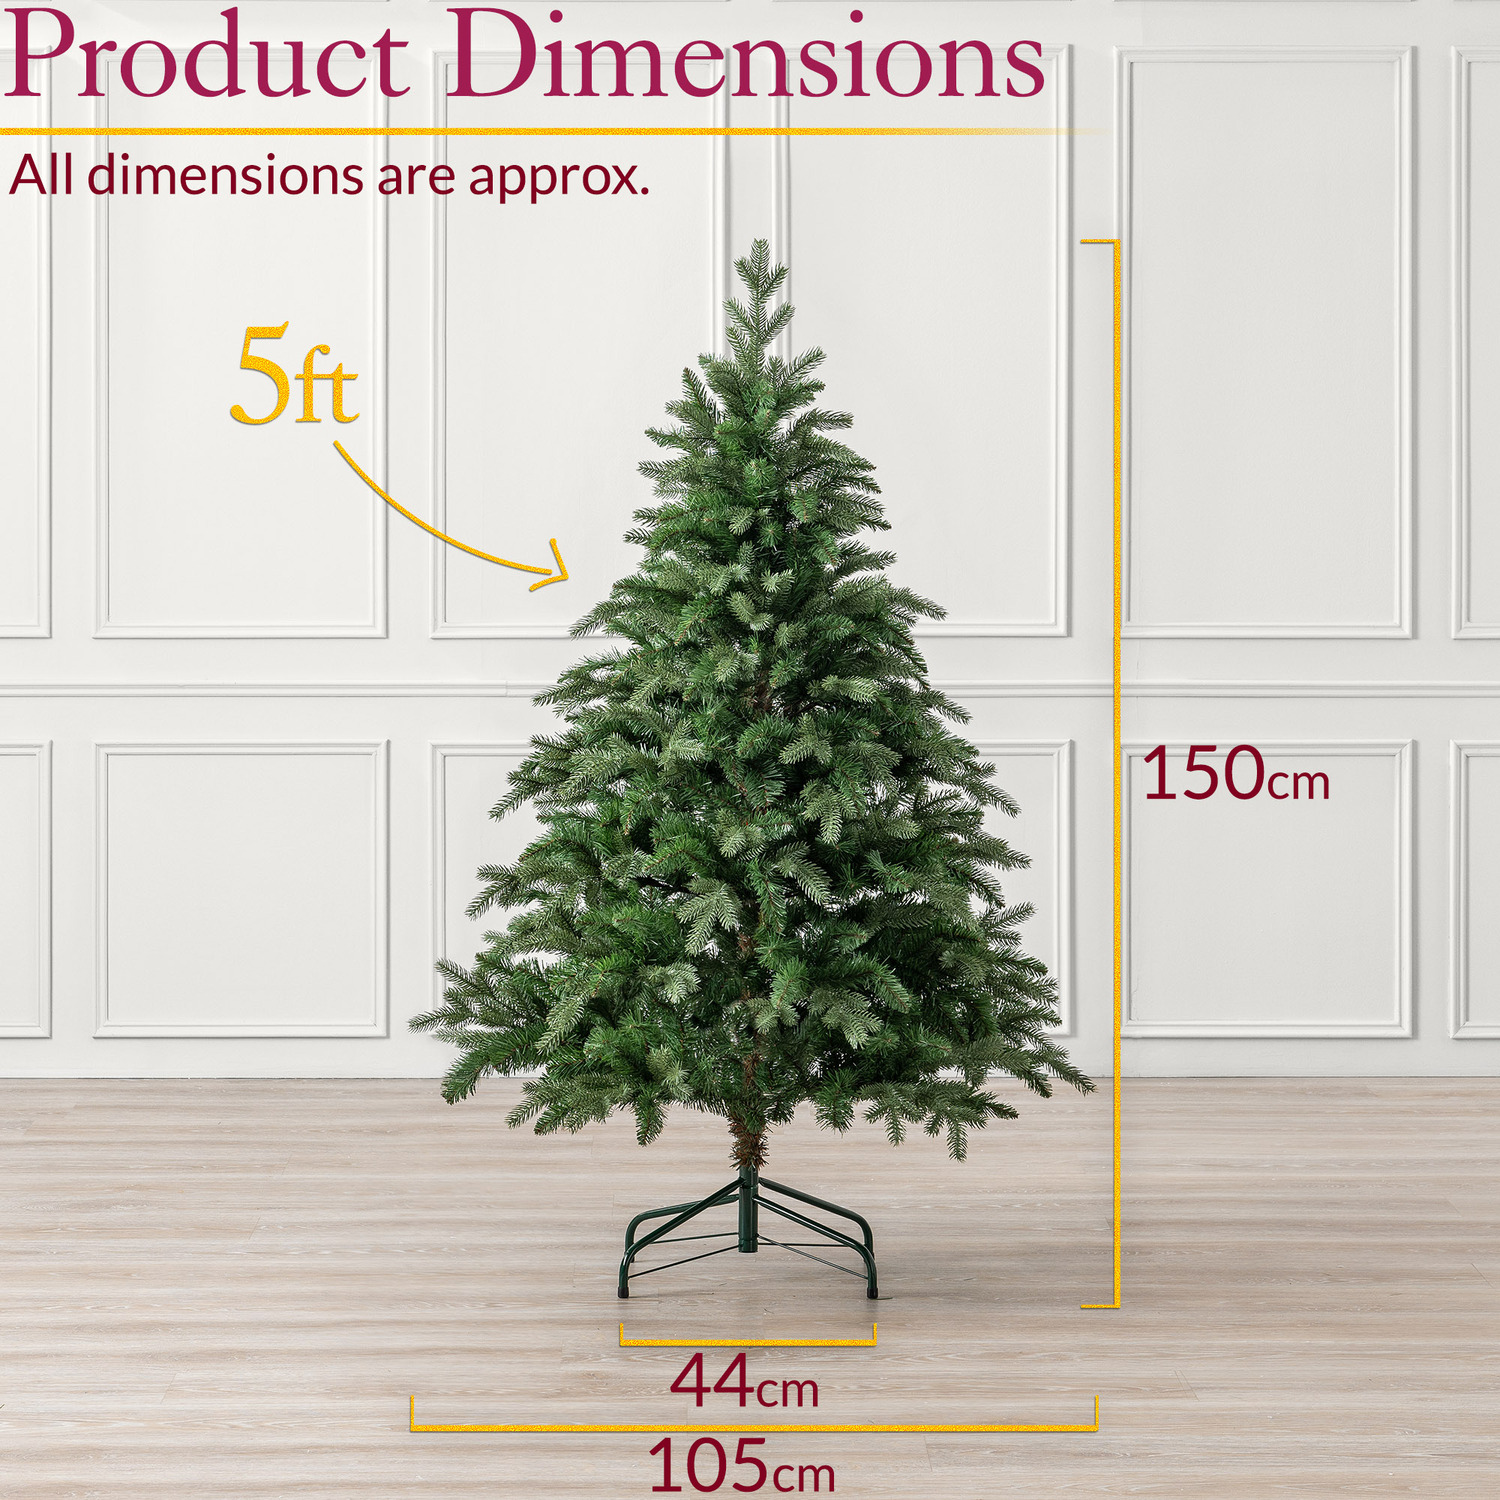 Product Dimensions
All dimensions are approx.
5ft
150cm
44cm
105cm